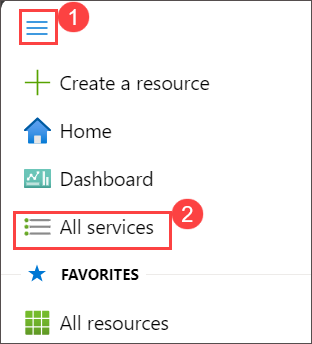 1
Create a resource
Home
Dashboard
2
All services
FAVORITES
All resources